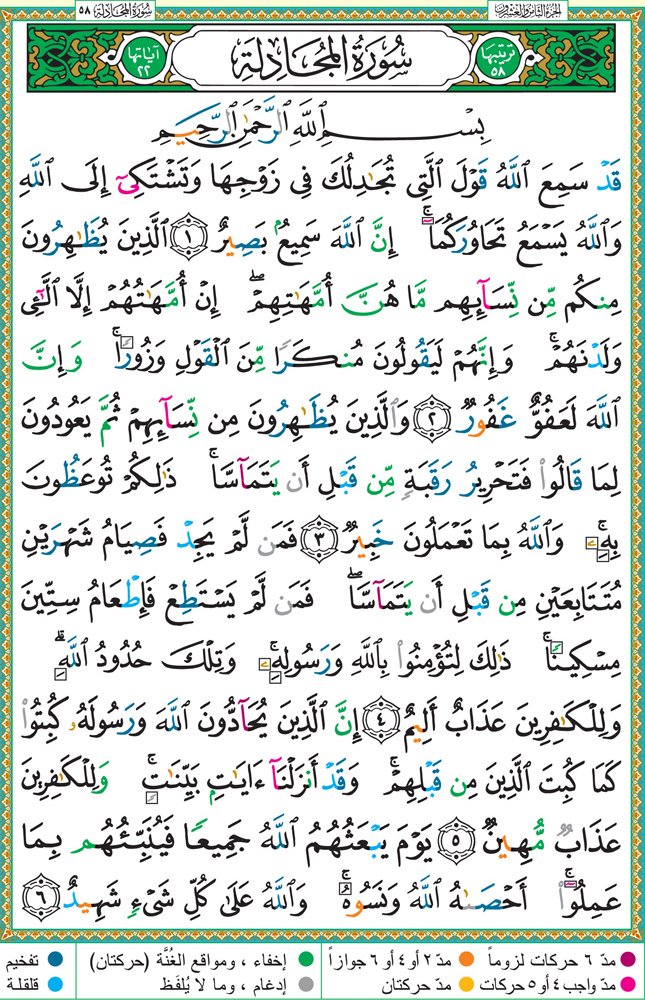 الجزء الثامن والعشرون
سورة المجادلة ٥٨
ترتيبها ٥٨
سُورَةُ المُجَادِلَةِ
آياتها ٢٢
بِسْمِ ٱللَّهِ ٱلرَّحْمَٰنِ ٱلرَّحِيمِ
قَدْ سَمِعَ ٱللَّهُ قَوْلَ ٱلَّتِي تُجَٰدِلُكَ فِي زَوْجِهَا وَتَشْتَكِيٓ إِلَى ٱللَّهِ
وَٱللَّهُ يَسْمَعُ تَحَاوُرَكُمَآ ۚ إِنَّ ٱللَّهَ سَمِيعٌۢ بَصِيرٌ ١ ٱلَّذِينَ يُظَٰهِرُونَ
مِنكُم مِّن نِّسَآئِهِم مَّا هُنَّ أُمَّهَٰتِهِمْ ۖ إِنْ أُمَّهَٰتُهُمْ إِلَّا ٱلَّٰٓـِٔي
وَلَدْنَهُمْ ۚ وَإِنَّهُمْ لَيَقُولُونَ مُنكَرًا مِّنَ ٱلْقَوْلِ وَزُورًا ۚ وَإِنَّ
ٱللَّهَ لَعَفُوٌّ غَفُورٌ ٢ وَٱلَّذِينَ يُظَٰهِرُونَ مِن نِّسَآئِهِمْ ثُمَّ يَعُودُونَ
لِمَا قَالُوا۟ فَتَحْرِيرُ رَقَبَةٍ مِّن قَبْلِ أَن يَتَمَآسَّا ۚ ذَٰلِكُمْ تُوعَظُونَ
بِهِۦ ۚ وَٱللَّهُ بِمَا تَعْمَلُونَ خَبِيرٌ ٣ فَمَن لَّمْ يَجِدْ فَصِيَامُ شَهْرَيْنِ
مُتَتَابِعَيْنِ مِن قَبْلِ أَن يَتَمَآسَّا ۖ فَمَن لَّمْ يَسْتَطِعْ فَإِطْعَامُ سِتِّينَ
مِسْكِينًا ۚ ذَٰلِكَ لِتُؤْمِنُوا۟ بِٱللَّهِ وَرَسُولِهِۦ ۚ وَتِلْكَ حُدُودُ ٱللَّهِ ۗ
وَلِلْكَٰفِرِينَ عَذَابٌ أَلِيمٌ ٤ إِنَّ ٱلَّذِينَ يُحَآدُّونَ ٱللَّهَ وَرَسُولَهُۥ كُبِتُوا۟
كَمَا كُبِتَ ٱلَّذِينَ مِن قَبْلِهِمْ ۚ وَقَدْ أَنزَلْنَآ ءَايَٰتٍۭ بَيِّنَٰتٍ ۚ وَلِلْكَٰفِرِينَ
عَذَابٌ مُّهِينٌ ٥ يَوْمَ يَبْعَثُهُمُ ٱللَّهُ جَمِيعًا فَيُنَبِّئُهُم بِمَا
عَمِلُوٓا۟ ۚ أَحْصَىٰهُ ٱللَّهُ وَنَسُوهُ ۚ وَٱللَّهُ عَلَىٰ كُلِّ شَيْءٍ شَهِيدٌ ٦
مدّ ٦ حركات لزوماً
مدّ ٢ أو ٤ أو ٦ جوازاً
إخفاء ، ومواقع الغُنَّة (حركتان)
تفخيم
مدّ واجب ٤ أو ٥ حركات
مدّ حركتان
إدغام ، وما لا يُلفَظ
قلقلة